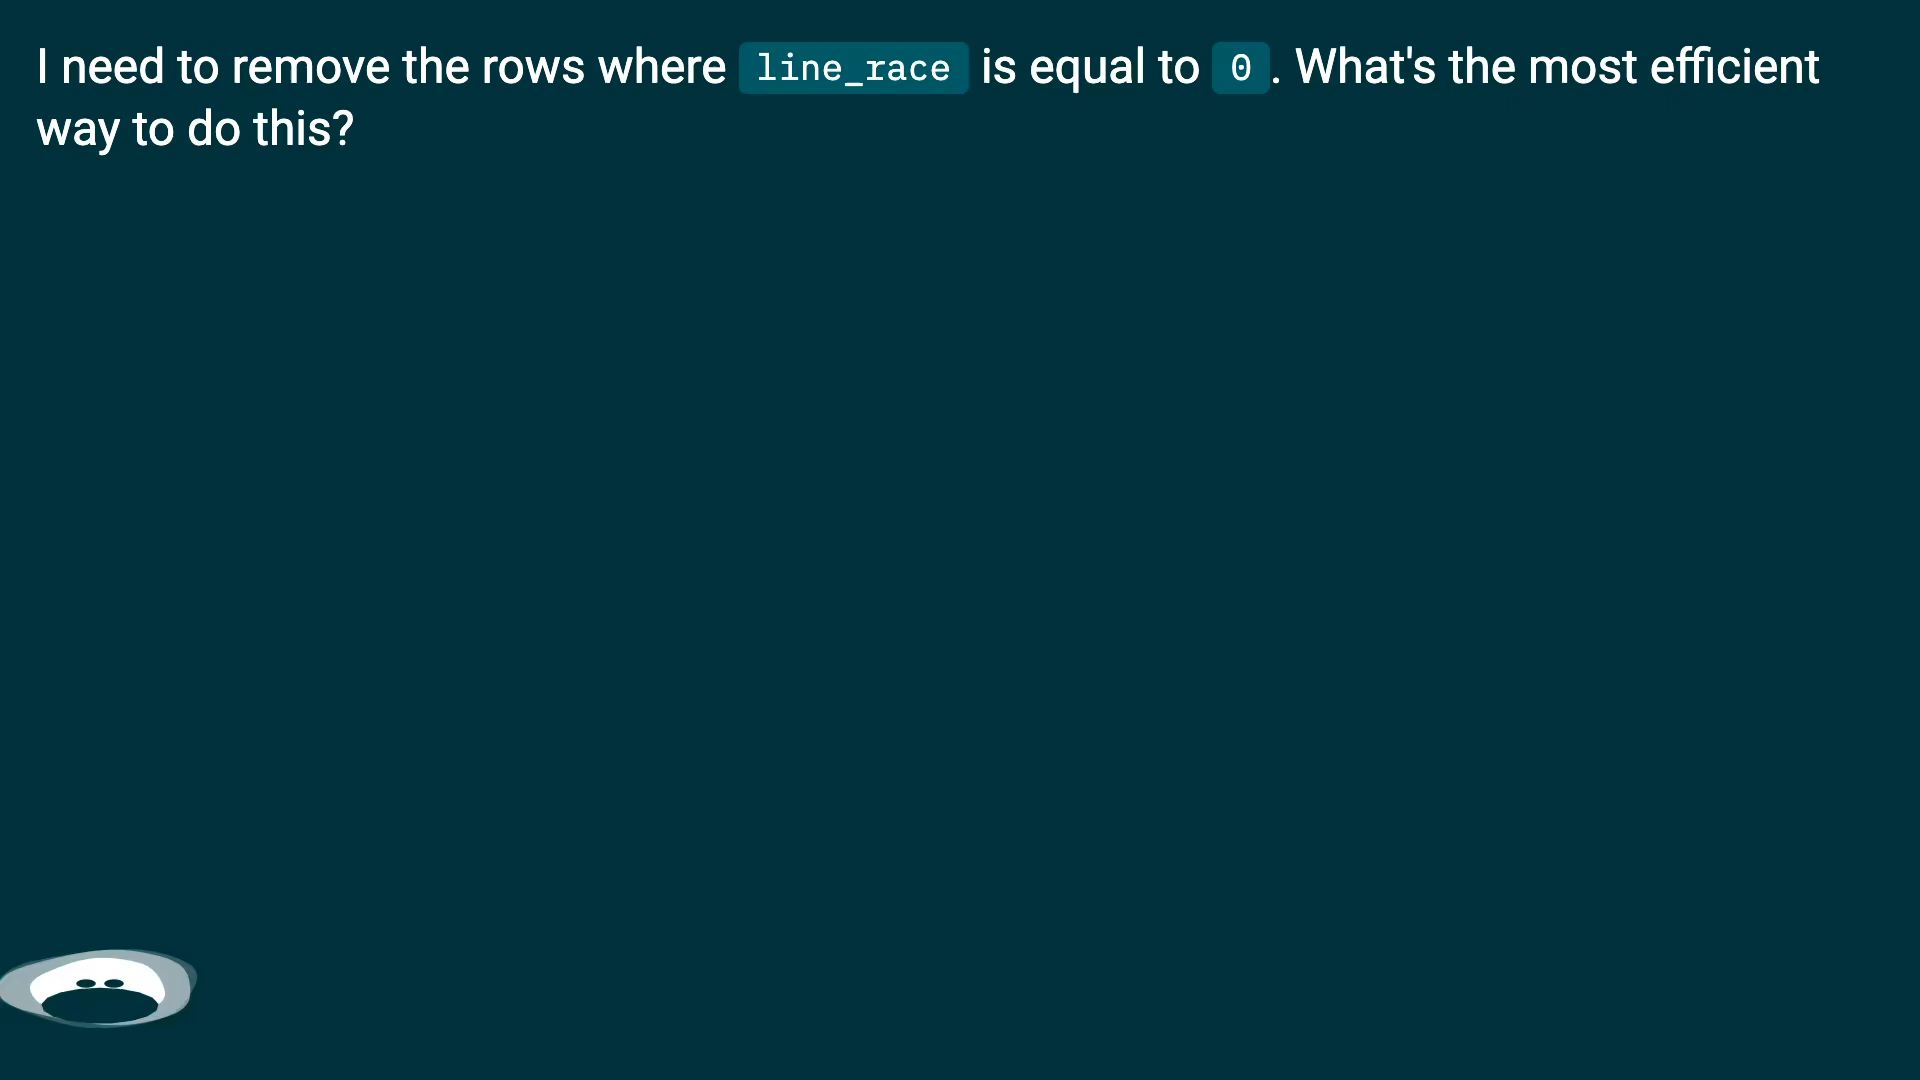 I need to remove the rows where line_race is equal to 0. What's the most efficient
way to do this?